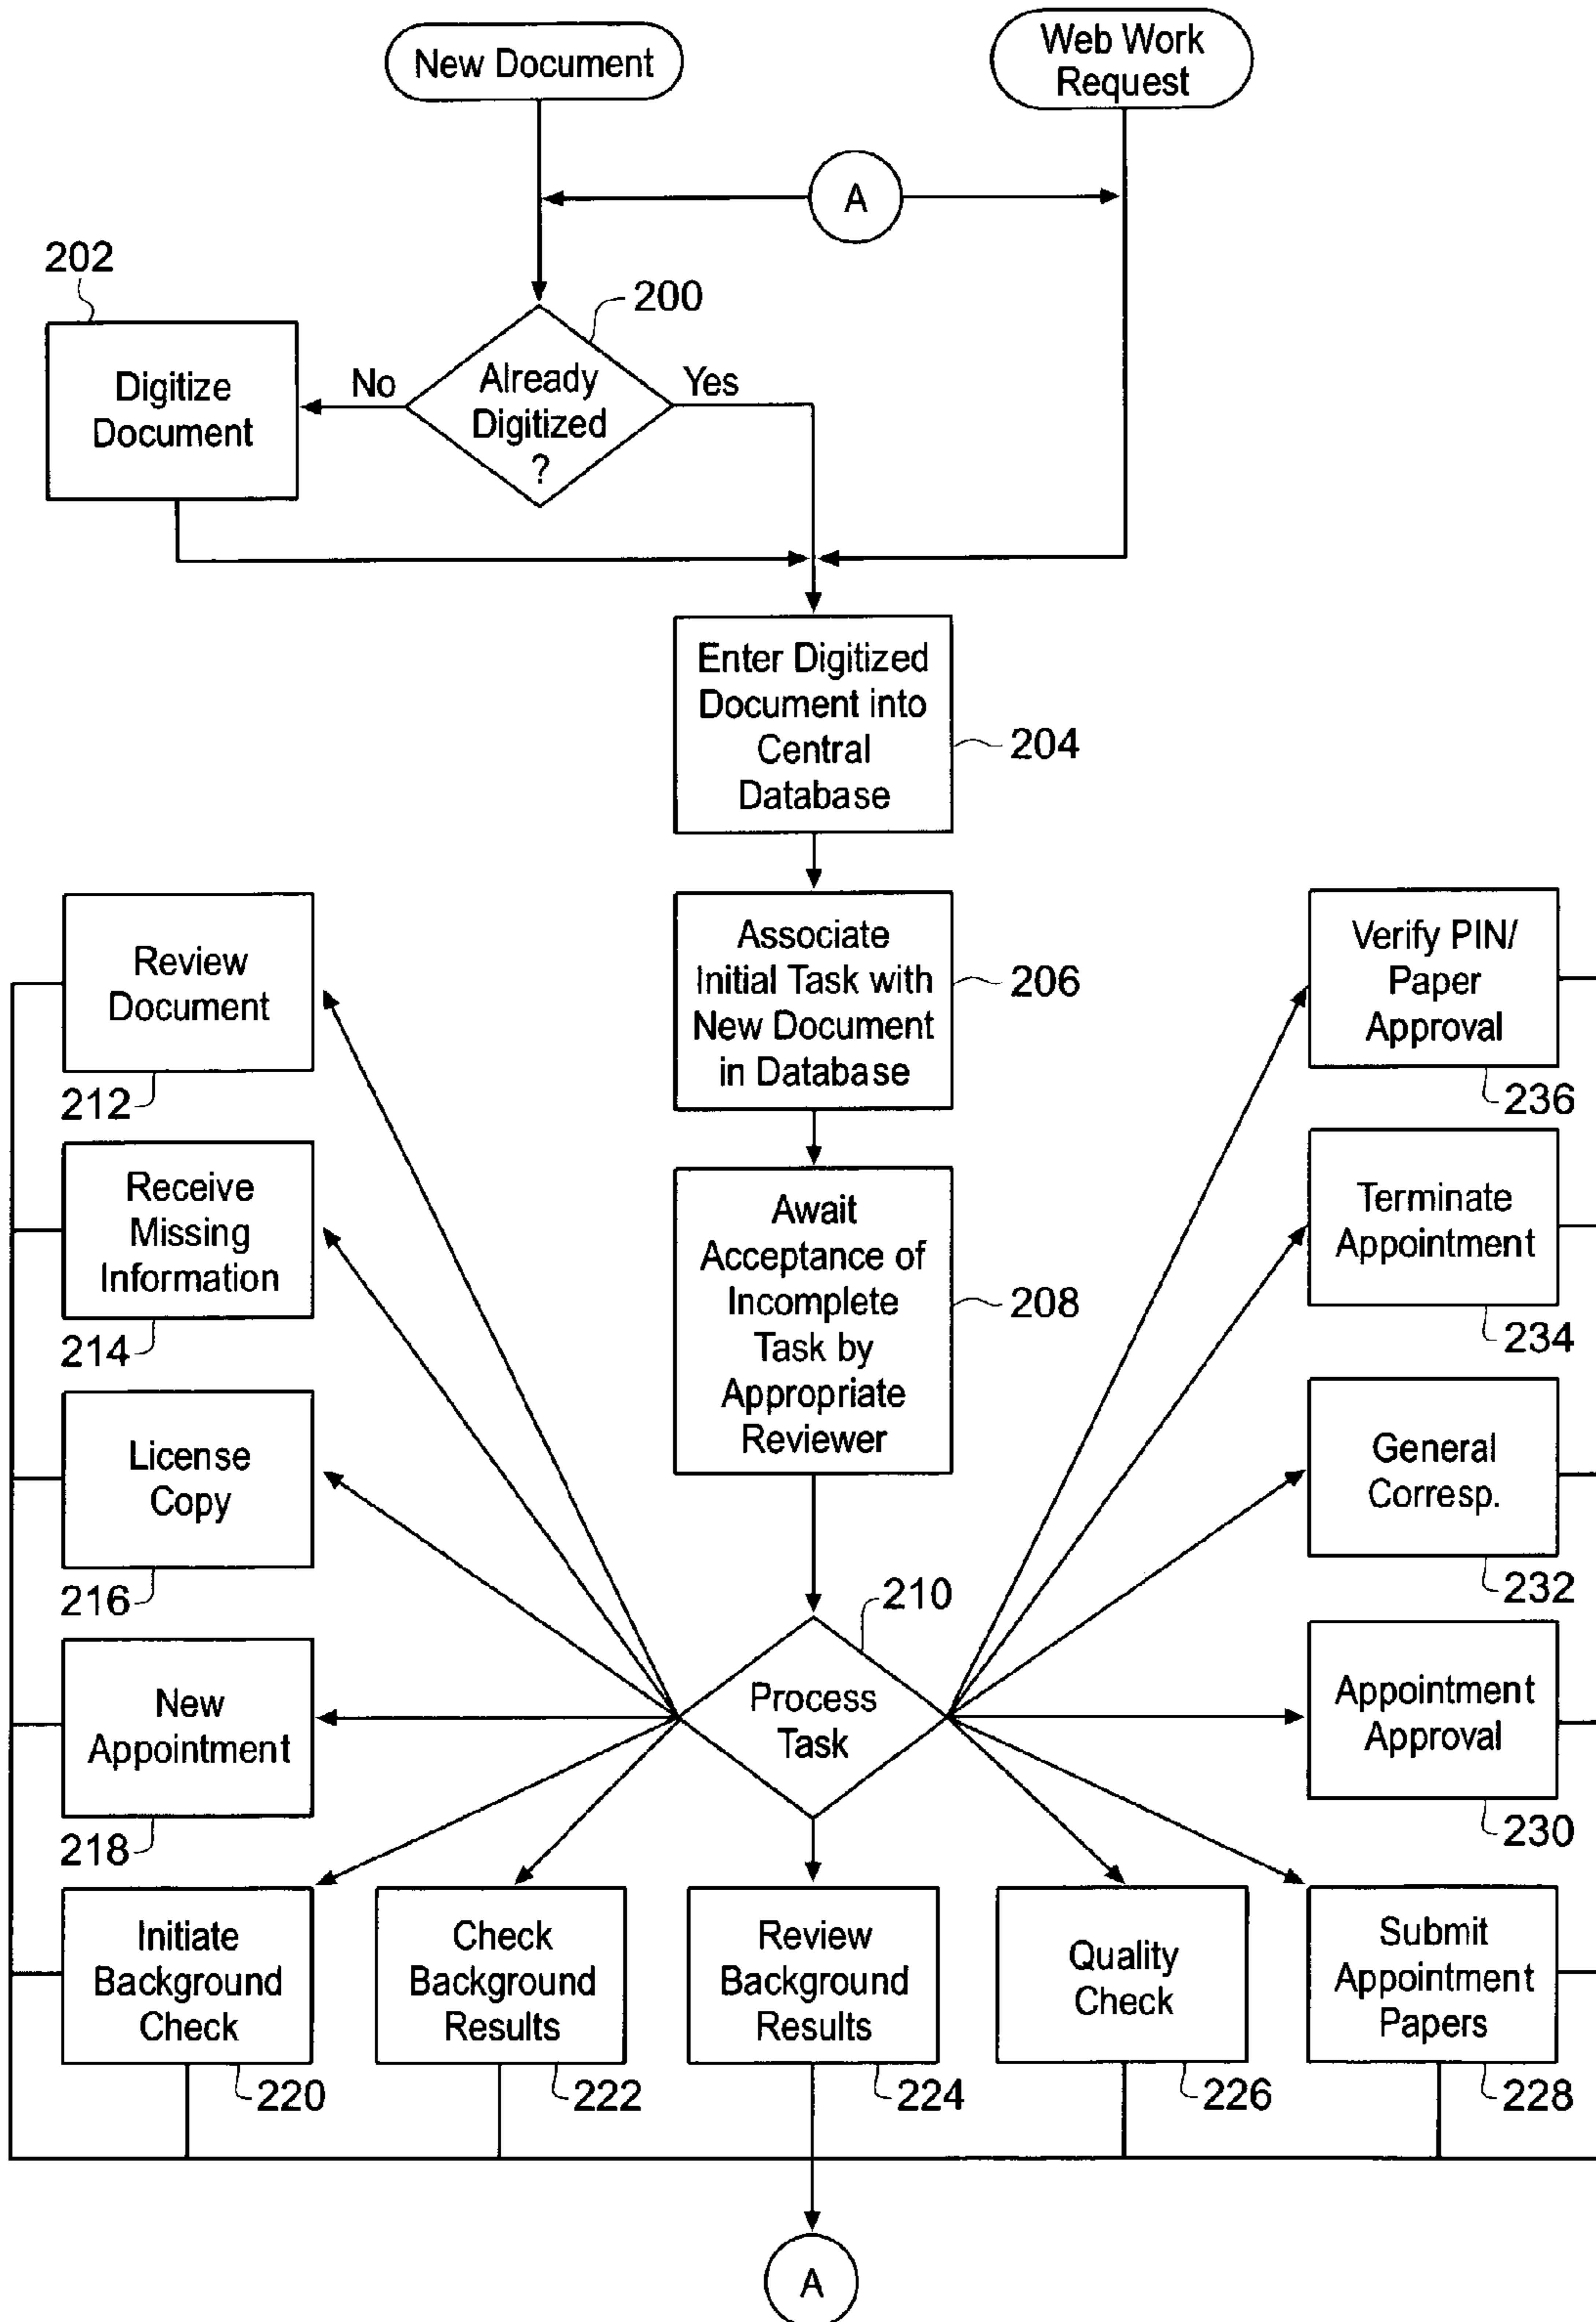 New Document
Web Work
Request
A
202
200
No
Already
Digitized
?
Yes
Digitize
Document
Enter Digitized
Document into
Central
Database
204
Associate
Initial Task with
New Document
in Database
206
Await
Acceptance of
Incomplete
Task by
Appropriate
Reviewer
208
210
Process
Task
Review
Document
212
Receive
Missing
Information
214
License
Copy
216
New
Appointment
218
Initiate
Background
Check
220
Check
Background
Results
222
Review
Background
Results
224
Quality
Check
226
Submit
Appointment
Papers
228
Appointment
Approval
230
General
Corresp.
232
Terminate
Appointment
234
Verify PIN/
Paper
Approval
236
A